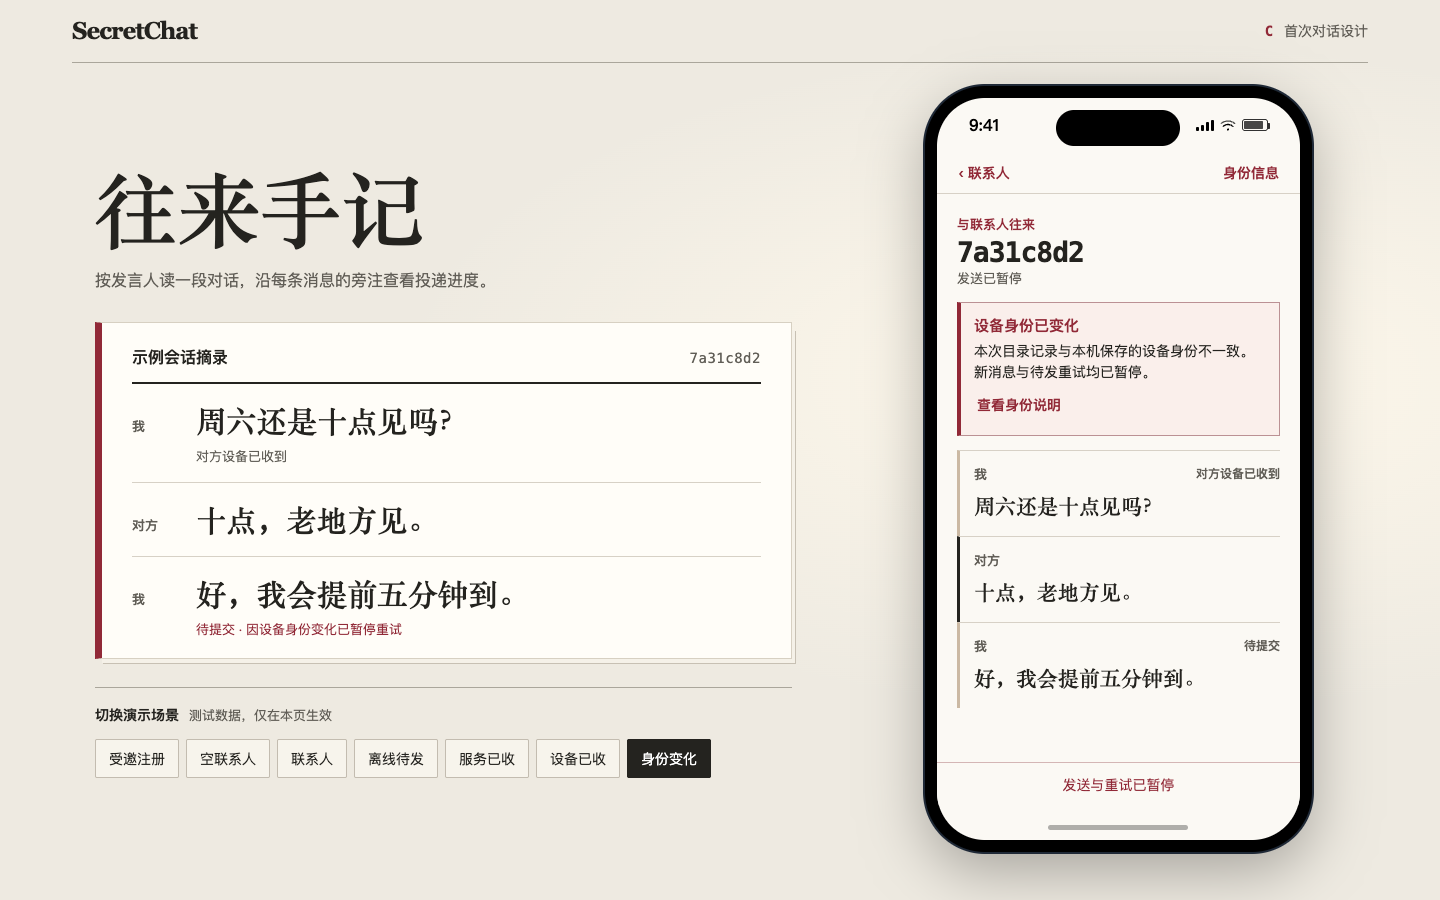 SecretChat
C 首次对话设计
往来手记
按发言人读一段对话，沿每条消息的旁注查看投递进度。
示例会话摘录 7a31c8d2
我 周六还是十点见吗？
对方设备已收到
对方 十点，老地方见。
我 好，我会提前五分钟到。
待提交 · 因设备身份变化已暂停重试
切换演示场景 测试数据，仅在本页生效
受邀注册 空联系人 联系人 离线待发 服务已收 设备已收 身份变化
9:41
‹ 联系人 身份信息
与联系人往来
7a31c8d2
发送已暂停
设备身份已变化
本次目录记录与本机保存的设备身份不一致。
新消息与待发重试均已暂停。
查看身份说明
我 对方设备已收到
周六还是十点见吗？
对方
十点，老地方见。
我 待提交
好，我会提前五分钟到。
发送与重试已暂停